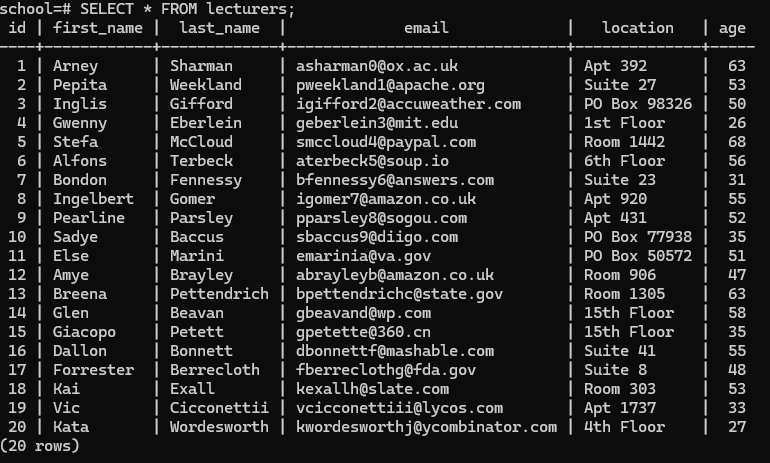 school=# SELECT * FROM lecturers;
 id | first_name | last_name   |            email             |   location   | age
----+------------+-------------+------------------------------+--------------+-----
  1 | Arney      | Sharman     | asharman0@ox.ac.uk           | Apt 392      |  63
  2 | Pepita     | Weekland    | pweekland1@apache.org        | Suite 27     |  53
  3 | Inglis     | Gifford     | igifford2@accuweather.com    | PO Box 98326 |  50
  4 | Gwenny     | Eberlein    | geberlein3@mit.edu           | 1st Floor    |  26
  5 | Stefa      | McCloud     | smccloud4@paypal.com         | Room 1442    |  68
  6 | Alfons     | Terbeck     | aterbeck5@soup.io            | 6th Floor    |  56
  7 | Bondon     | Fennessy    | bfennessy6@answers.com       | Suite 23     |  31
  8 | Ingelbert  | Gomer       | igomer7@amazon.co.uk         | Apt 920      |  55
  9 | Pearline   | Parsley     | pparsley8@sogou.com          | Apt 431      |  52
 10 | Sadye      | Baccus      | sbaccus9@diigo.com           | PO Box 77938 |  35
 11 | Else       | Marini      | emarinia@va.gov              | PO Box 50572 |  51
 12 | Amye       | Brayley     | abrayleyb@amazon.co.uk       | Room 906     |  47
 13 | Breena     | Pettendrich | bpettendrichc@state.gov      | Room 1305    |  63
 14 | Glen       | Beavan      | gbeavand@wp.com              | 15th Floor   |  58
 15 | Giacopo    | Petett      | gpetette@360.cn              | 15th Floor   |  35
 16 | Dallon     | Bonnett     | dbonnettf@mashable.com       | Suite 41     |  55
 17 | Forrester  | Berrecloth  | fberreclothg@fda.gov         | Suite 8      |  48
 18 | Kai        | Exall       | kexallh@slate.com            | Room 303     |  53
 19 | Vic        | Cicconettii | vcicconettiii@lycos.com      | Apt 1737     |  33
 20 | Kata       | Wordesworth | kwordesworthj@ycombinator.com | 4th Floor    |  27
(20 rows)